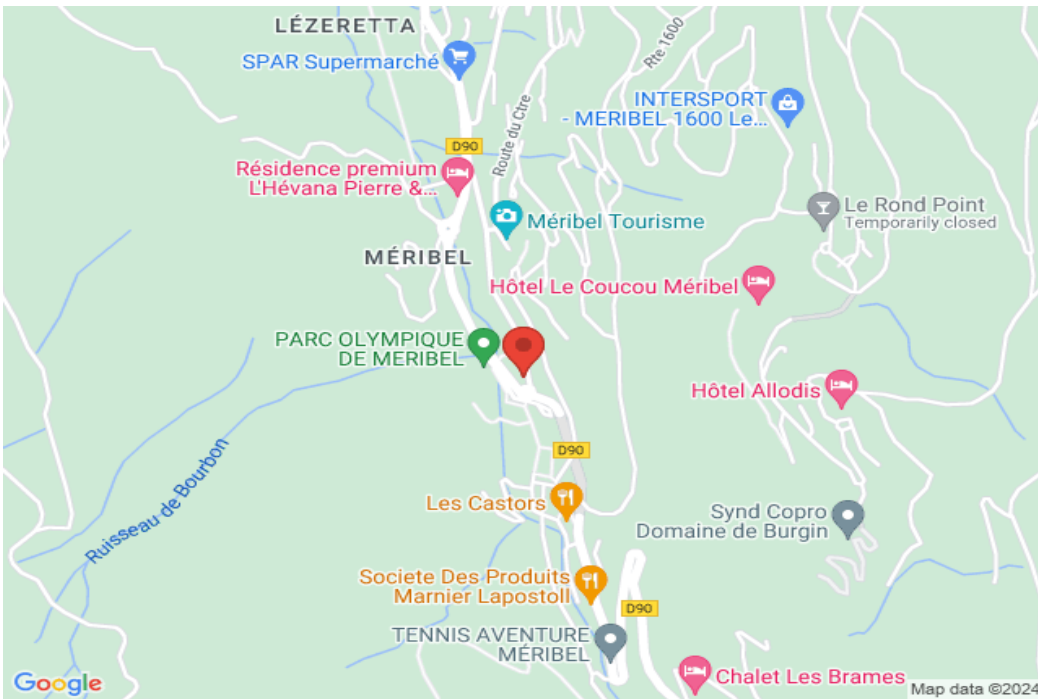 LÉZERETTA
SPAR Supermarché
Rte 1600
INTERSPORT
- MERIBEL 1600 Le...
Route du Ctre
D90
Résidence premium
L'Hévana Pierre &...
Le Rond Point
Temporarily closed
Méribel Tourisme
MÉRIBEL
Hôtel Le Coucou Méribel
PARC OLYMPIQUE
DE MERIBEL
Hôtel Allodis
D90
Ruisseau de Bourbon
Les Castors
Synd Copro
Domaine de Burgin
Societe Des Produits
Marnier Lapostoll
D90
TENNIS AVENTURE
MÉRIBEL
Chalet Les Brames
Google
Map data ©2024